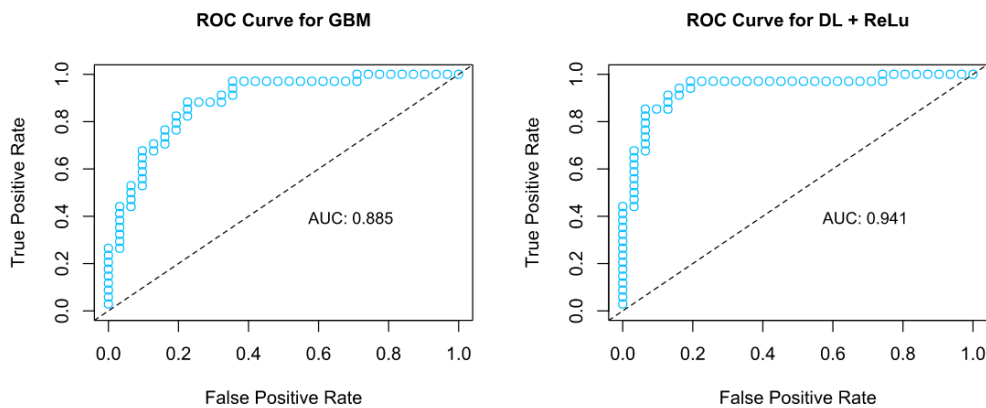 ROC Curve for GBM
True Positive Rate
1.0
0.8
0.6
0.4
0.2
0.0
AUC: 0.885
0.0 0.2 0.4 0.6 0.8 1.0
False Positive Rate
ROC Curve for DL + ReLu
True Positive Rate
1.0
0.8
0.6
0.4
0.2
0.0
AUC: 0.941
0.0 0.2 0.4 0.6 0.8 1.0
False Positive Rate